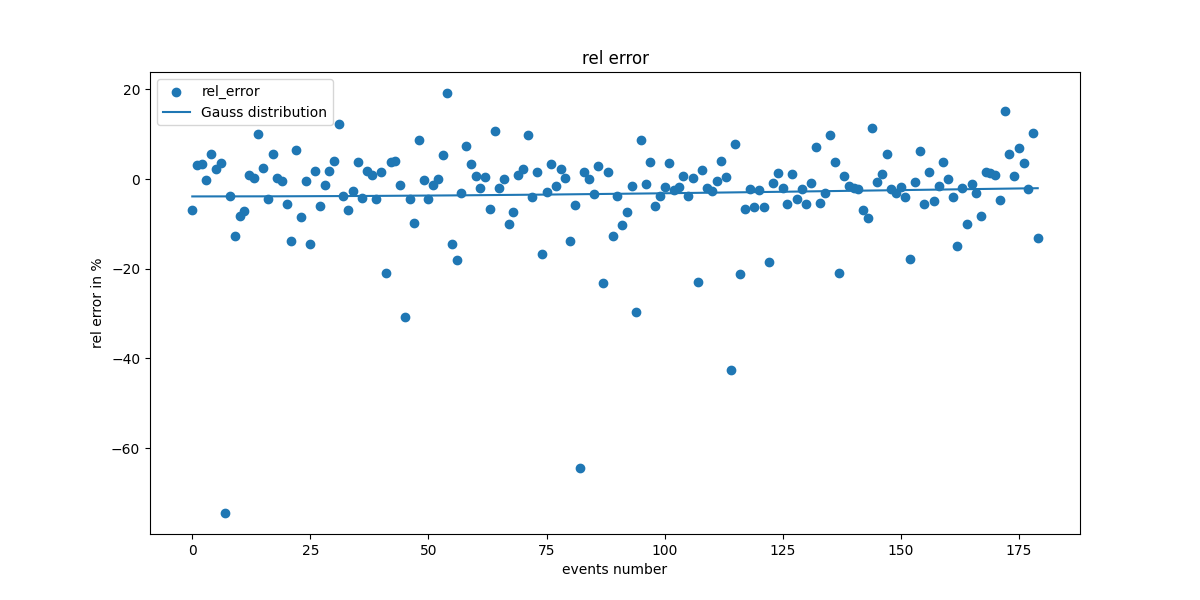 rel error
rel_error
Gauss distribution
20
0
−20
−40
−60
rel error in %
0
25
50
75
100
125
150
175
events number